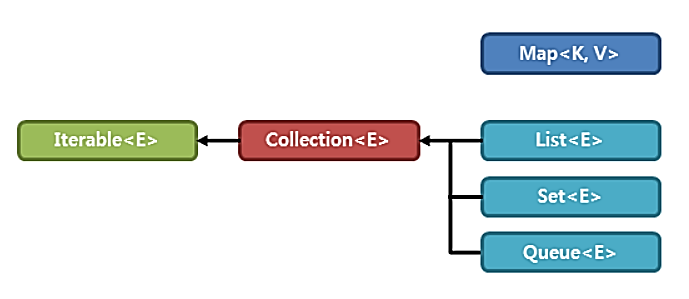 Map<K, V>
Iterable<E>
Collection<E>
List<E>
Set<E>
Queue<E>